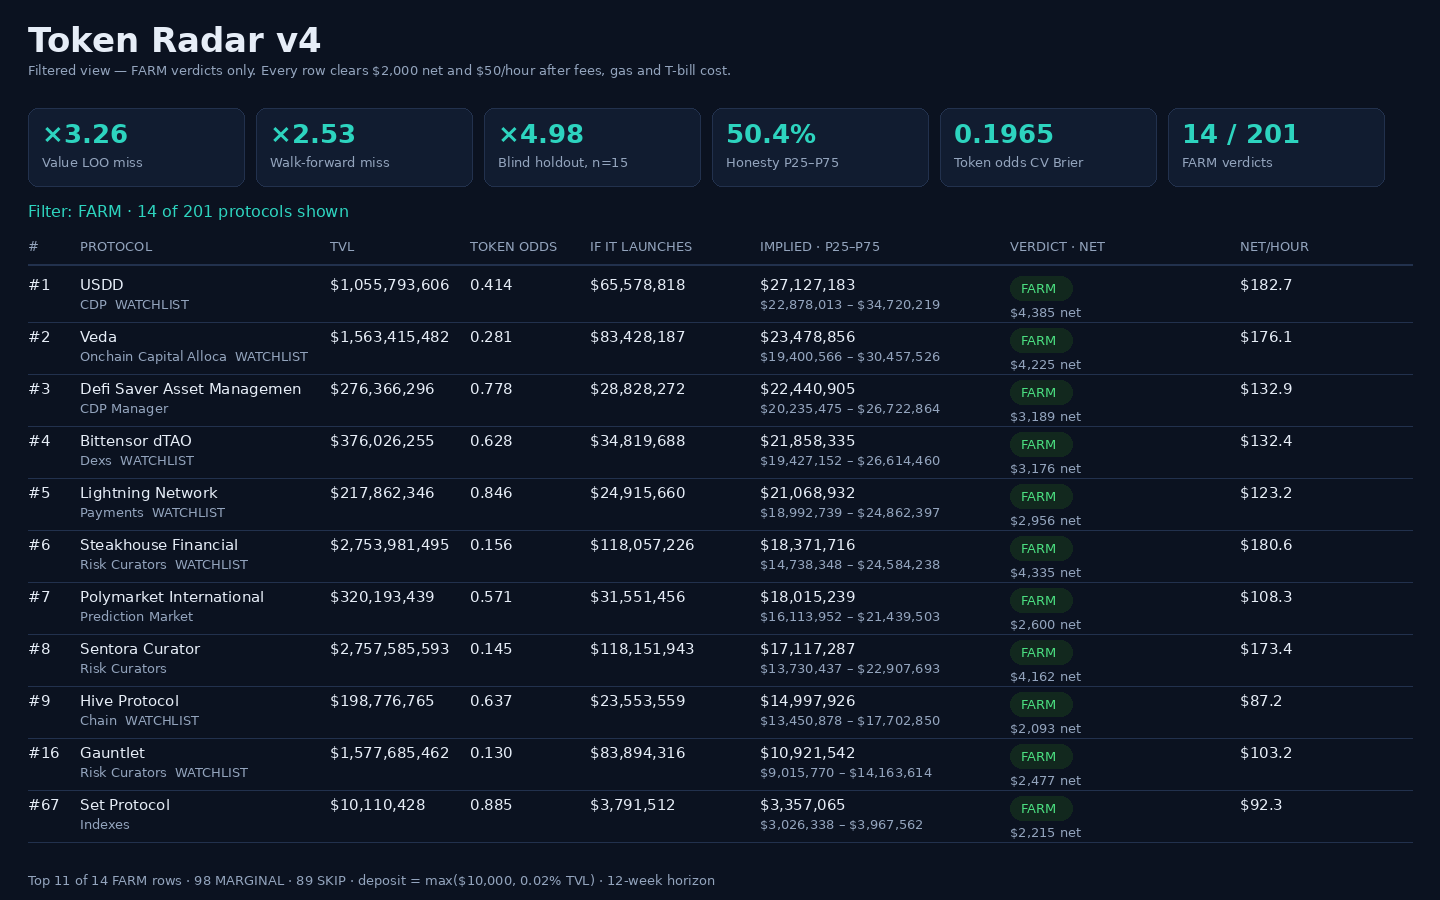 Token Radar v4
Filtered view — FARM verdicts only. Every row clears $2,000 net and $50/hour after fees, gas and T-bill cost.
×3.26 ×2.53 ×4.98 50.4% 0.1965 14 / 201
Value LOO miss Walk-forward miss Blind holdout, n=15 Honesty P25–P75 Token odds CV Brier FARM verdicts
Filter: FARM · 14 of 201 protocols shown
# PROTOCOL TVL TOKEN ODDS IF IT LAUNCHES IMPLIED · P25–P75 VERDICT · NET NET/HOUR
#1 USDD $1,055,793,606 0.414 $65,578,818 $27,127,183 FARM $182.7
CDP WATCHLIST $22,878,013 – $34,720,219 $4,385 net
#2 Veda $1,563,415,482 0.281 $83,428,187 $23,478,856 FARM $176.1
Onchain Capital Alloca WATCHLIST $19,400,566 – $30,457,526 $4,225 net
#3 Defi Saver Asset Managemen $276,366,296 0.778 $28,828,272 $22,440,905 FARM $132.9
CDP Manager $20,235,475 – $26,722,864 $3,189 net
#4 Bittensor dTAO $376,026,255 0.628 $34,819,688 $21,858,335 FARM $132.4
Dexs WATCHLIST $19,427,152 – $26,614,460 $3,176 net
#5 Lightning Network $217,862,346 0.846 $24,915,660 $21,068,932 FARM $123.2
Payments WATCHLIST $18,992,739 – $24,862,397 $2,956 net
#6 Steakhouse Financial $2,753,981,495 0.156 $118,057,226 $18,371,716 FARM $180.6
Risk Curators WATCHLIST $14,738,348 – $24,584,238 $4,335 net
#7 Polymarket International $320,193,439 0.571 $31,551,456 $18,015,239 FARM $108.3
Prediction Market $16,113,952 – $21,439,503 $2,600 net
#8 Sentora Curator $2,757,585,593 0.145 $118,151,943 $17,117,287 FARM $173.4
Risk Curators $13,730,437 – $22,907,693 $4,162 net
#9 Hive Protocol $198,776,765 0.637 $23,553,559 $14,997,926 FARM $87.2
Chain WATCHLIST $13,450,878 – $17,702,850 $2,093 net
#16 Gauntlet $1,577,685,462 0.130 $83,894,316 $10,921,542 FARM $103.2
Risk Curators WATCHLIST $9,015,770 – $14,163,614 $2,477 net
#67 Set Protocol $10,110,428 0.885 $3,791,512 $3,357,065 FARM $92.3
Indexes $3,026,338 – $3,967,562 $2,215 net
Top 11 of 14 FARM rows · 98 MARGINAL · 89 SKIP · deposit = max($10,000, 0.02% TVL) · 12-week horizon